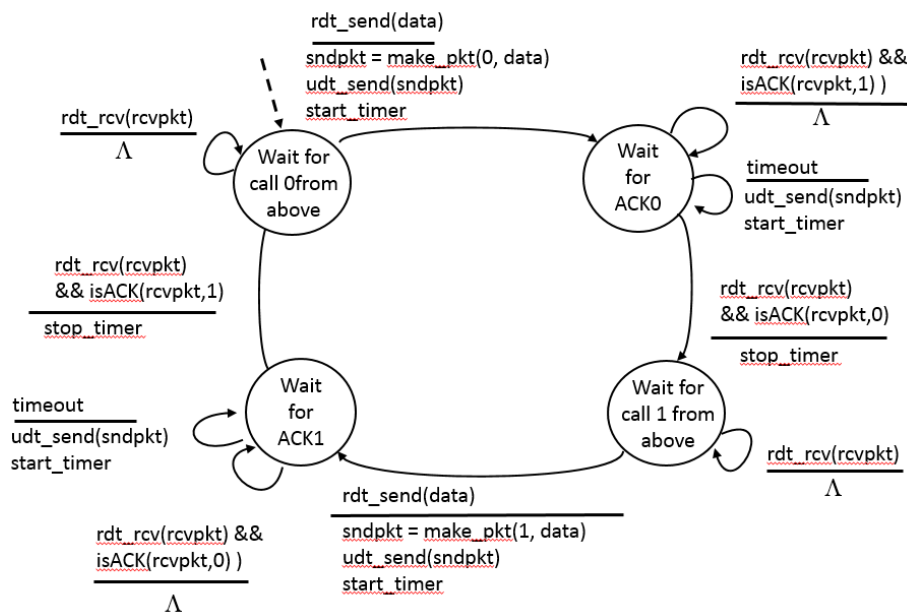 rdt_send(data)
sndpkt = make_pkt(0, data)
udt_send(sndpkt)
start_timer
rdt_rcv(rcvpkt) &&
isACK(rcvpkt,1) )
Λ
rdt_rcv(rcvpkt)
Λ
Wait for
call 0from
above
Wait
for
ACK0
timeout
udt_send(sndpkt)
start_timer
rdt_rcv(rcvpkt)
&& isACK(rcvpkt,1)
stop_timer
rdt_rcv(rcvpkt)
&& isACK(rcvpkt,0)
stop_timer
Wait
for
ACK1
Wait for
call 1 from
above
timeout
udt_send(sndpkt)
start_timer
rdt_rcv(rcvpkt)
Λ
rdt_send(data)
sndpkt = make_pkt(1, data)
udt_send(sndpkt)
start_timer
rdt_rcv(rcvpkt) &&
isACK(rcvpkt,0) )
Λ